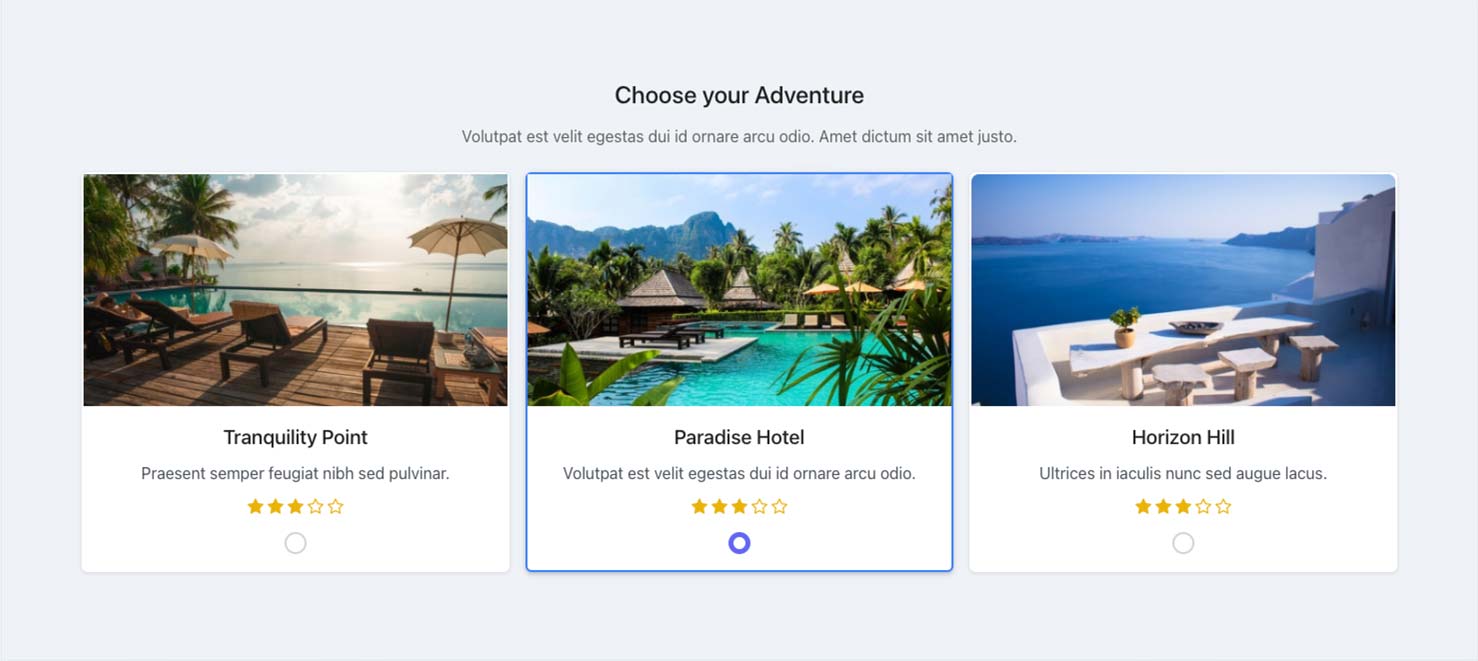 Choose your Adventure
Volutpat est velit egestas dui id ornare arcu odio. Amet dictum sit amet justo.
Tranquility Point
Praesent semper feugiat nibh sed pulvinar.
Paradise Hotel
Volutpat est velit egestas dui id ornare arcu odio.
Horizon Hill
Ultrices in iaculis nunc sed augue lacus.